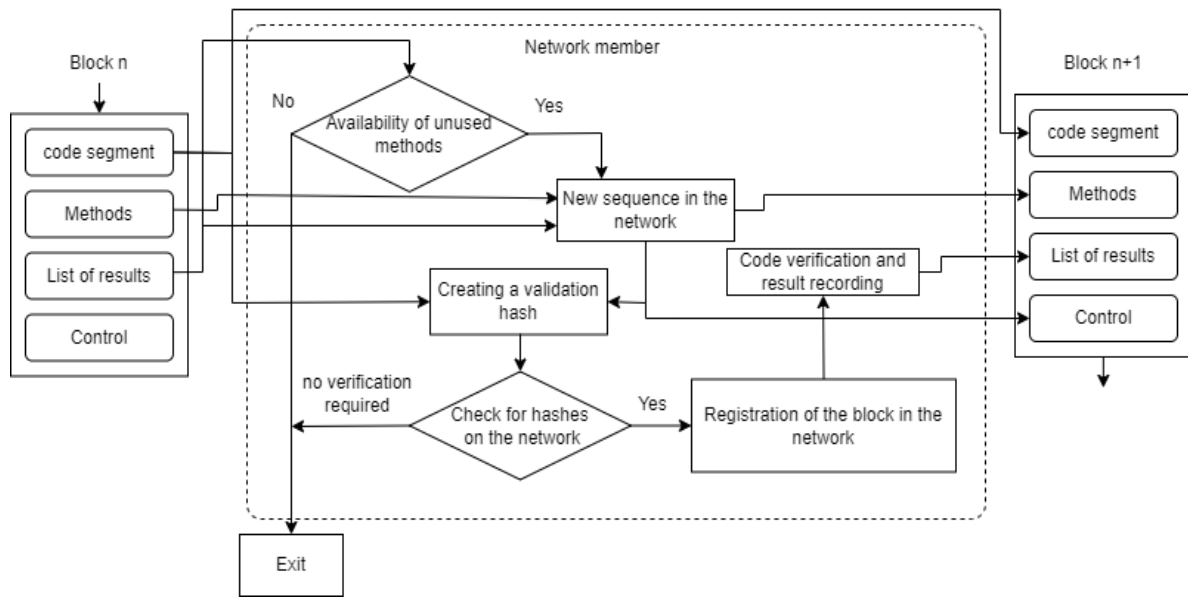 Block n
code segment
Methods
List of results
Control
Network member
No
Yes
Availability of unused
methods
New sequence in the
network
Code verification and
result recording
Creating a validation
hash
no verification
required
Check for hashes
on the network
Yes
Registration of the block in the
network
Exit
Block n+1
code segment
Methods
List of results
Control